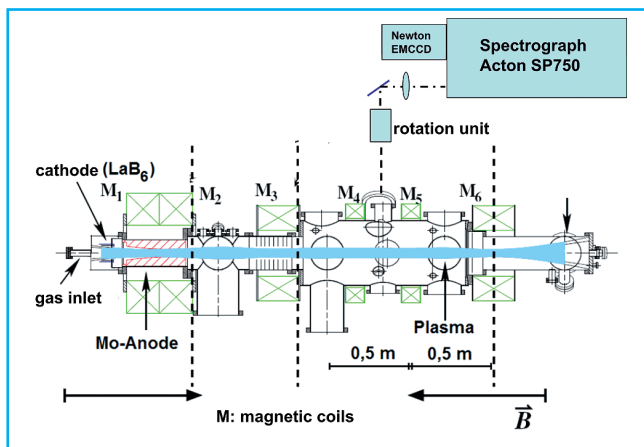 Newton
EMCCD
Spectrograph
Acton SP750
rotation unit
cathode (LaB₆)
M₁
M₂
M₃
M₄
M₅
M₆
gas inlet
Mo-Anode
Plasma
0,5 m
0,5 m
M: magnetic coils
B⃗